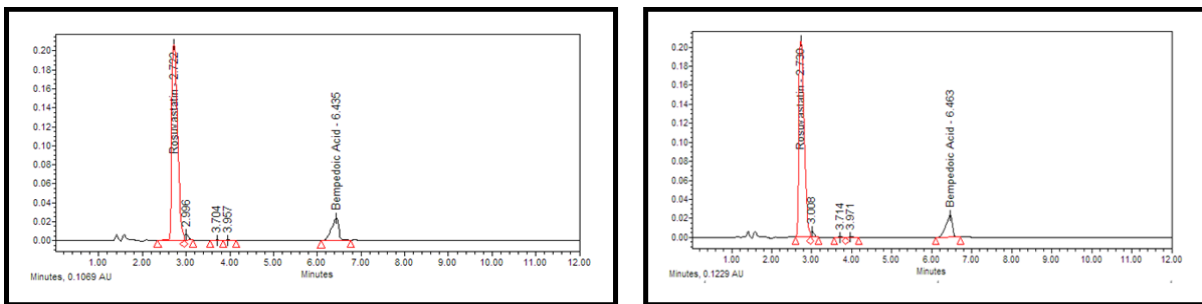 0.20
0.18
0.16
0.14
0.12
0.10
0.08
0.06
0.04
0.02
0.00
Rosuvastatin - 2.722
2.996
3.704
3.957
Bempedoic Acid - 6.435
1.00 2.00 3.00 4.00 5.00 6.00 7.00 8.00 9.00 10.00 11.00 12.00
Minutes
Minutes, 0.1069 AU
0.20
0.18
0.16
0.14
0.12
0.10
0.08
0.06
0.04
0.02
0.00
Rosuvastatin - 2.730
3.008
3.714
3.971
Bempedoic Acid - 6.463
1.00 2.00 3.00 4.00 5.00 6.00 7.00 8.00 9.00 10.00 11.00 12.00
Minutes
Minutes, 0.1229 AU